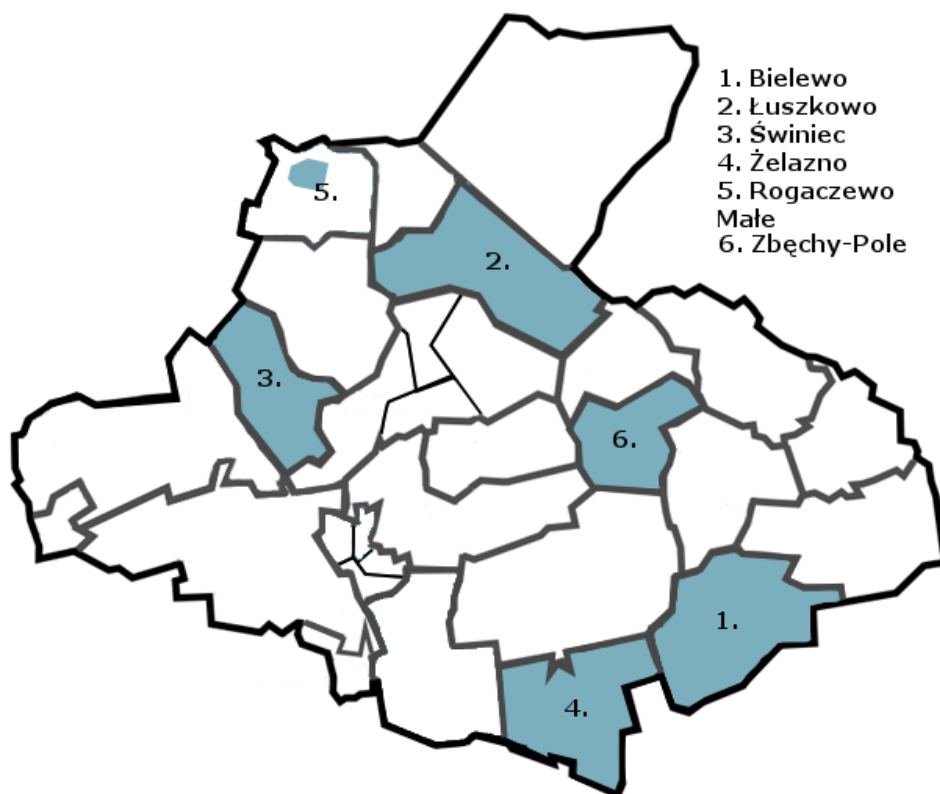 1. Bielewo
2. Łuszkowo
3. Świniec
4. Żelazno
5. Rogaczewo
Małe
6. Zbęchy-Pole
5.
2.
3.
6.
1.
4.